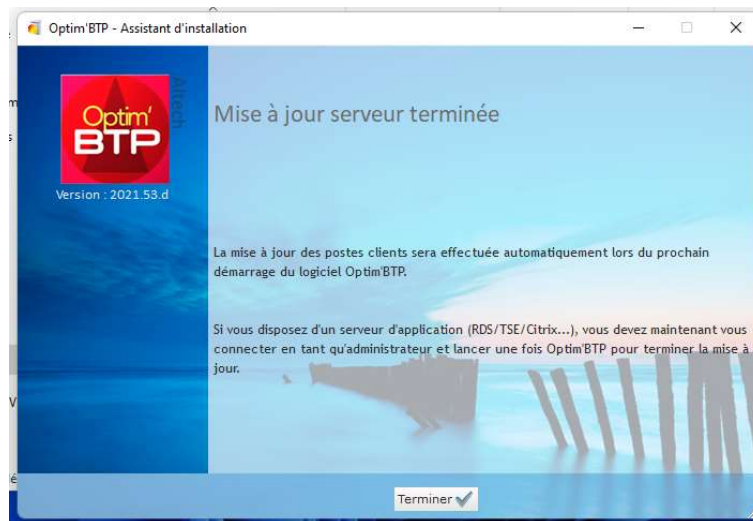 Optim'BTP - Assistant d'installation
Altech
Optim'
BTP
Version : 2021.53.d
Mise à jour serveur terminée
La mise à jour des postes clients sera effectuée automatiquement lors du prochain
démarrage du logiciel Optim'BTP.
Si vous disposez d'un serveur d'application (RDS/TSE/Citrix...), vous devez maintenant vous
connecter en tant qu'administrateur et lancer une fois Optim'BTP pour terminer la mise à
jour.
Terminer